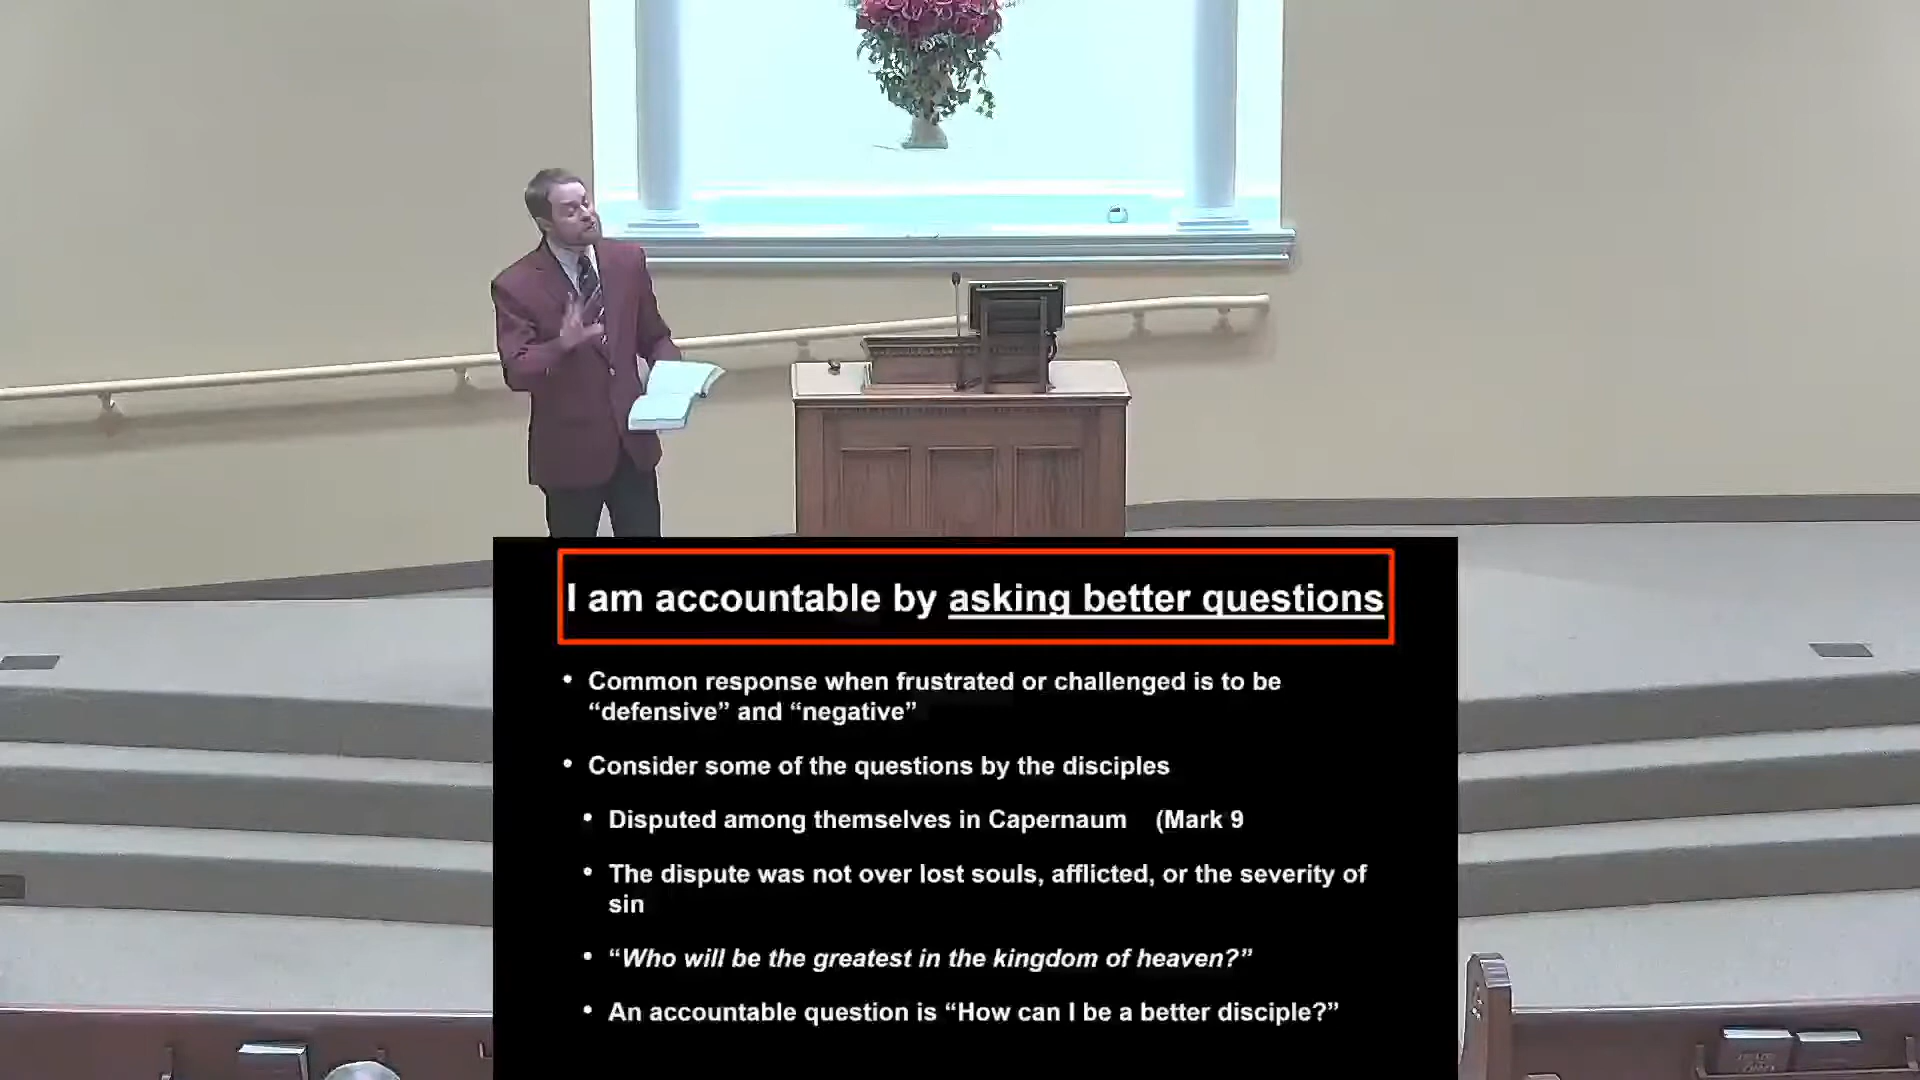 I am accountable by asking better questions
• Common response when frustrated or challenged is to be
“defensive” and “negative”
• Consider some of the questions by the disciples
• Disputed among themselves in Capernaum (Mark 9
• The dispute was not over lost souls, afflicted, or the severity of
sin
• “Who will be the greatest in the kingdom of heaven?”
• An accountable question is “How can I be a better disciple?”